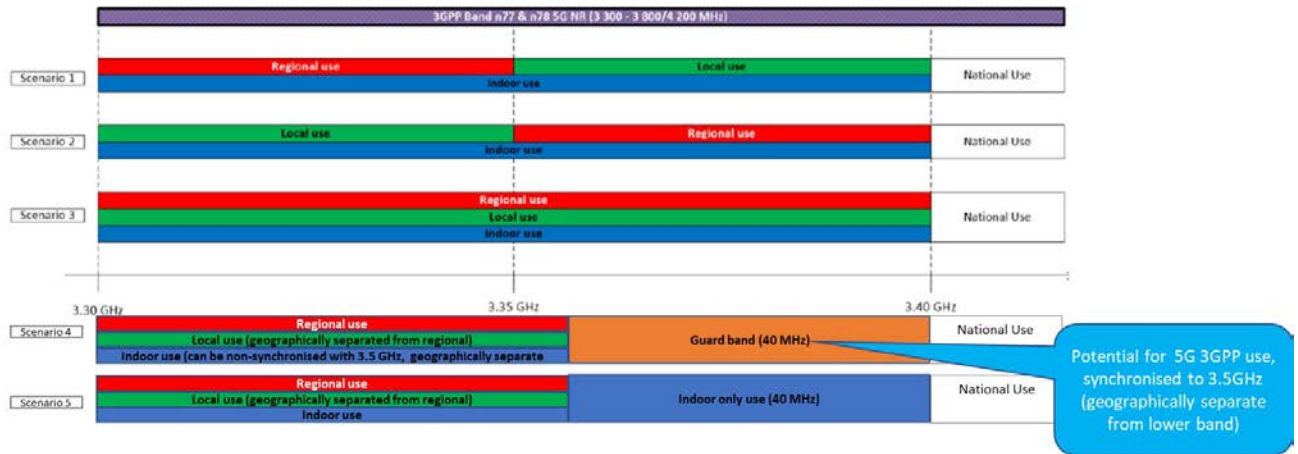 3GPP Band n77 & n78 5G NR (3 300 - 3 800/4 200 MHz)
Scenario 1
Regional use
Local use
Indoor use
National Use
Scenario 2
Local use
Regional use
Indoor use
National Use
Scenario 3
Regional use
Local use
Indoor use
National Use
3.30 GHz
3.35 GHz
3.40 GHz
Scenario 4
Regional use
Local use (geographically separated from regional)
Indoor use (can be non-synchronised with 3.5 GHz, geographically separate
Guard band (40 MHz)
National Use
Potential for 5G 3GPP use,
synchronised to 3.5GHz
(geographically separate
from lower band)
Scenario 5
Regional use
Local use (geographically separated from regional)
Indoor use
Indoor only use (40 MHz)
National Use